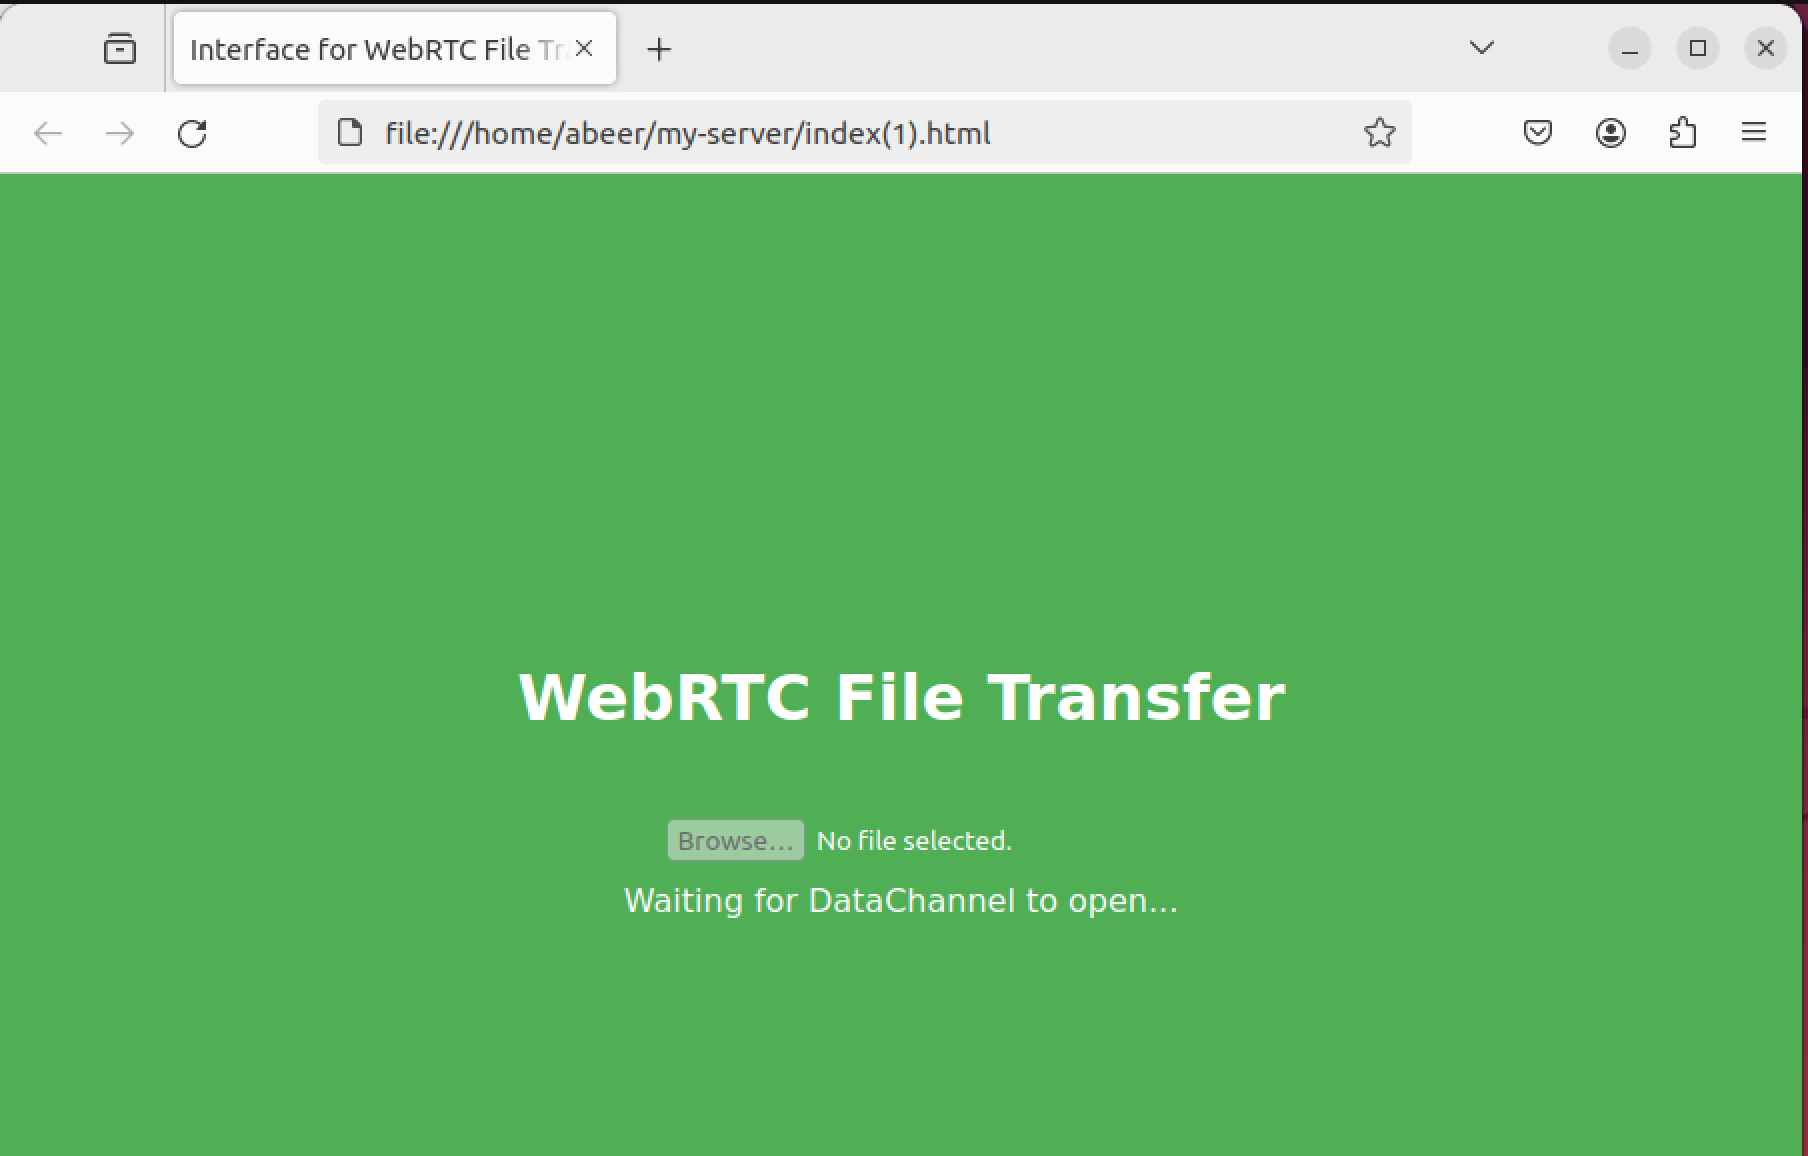 Interface for WebRTC File Tra
file:///home/abeer/my-server/index(1).html
WebRTC File Transfer
Browse... No file selected.
Waiting for DataChannel to open...